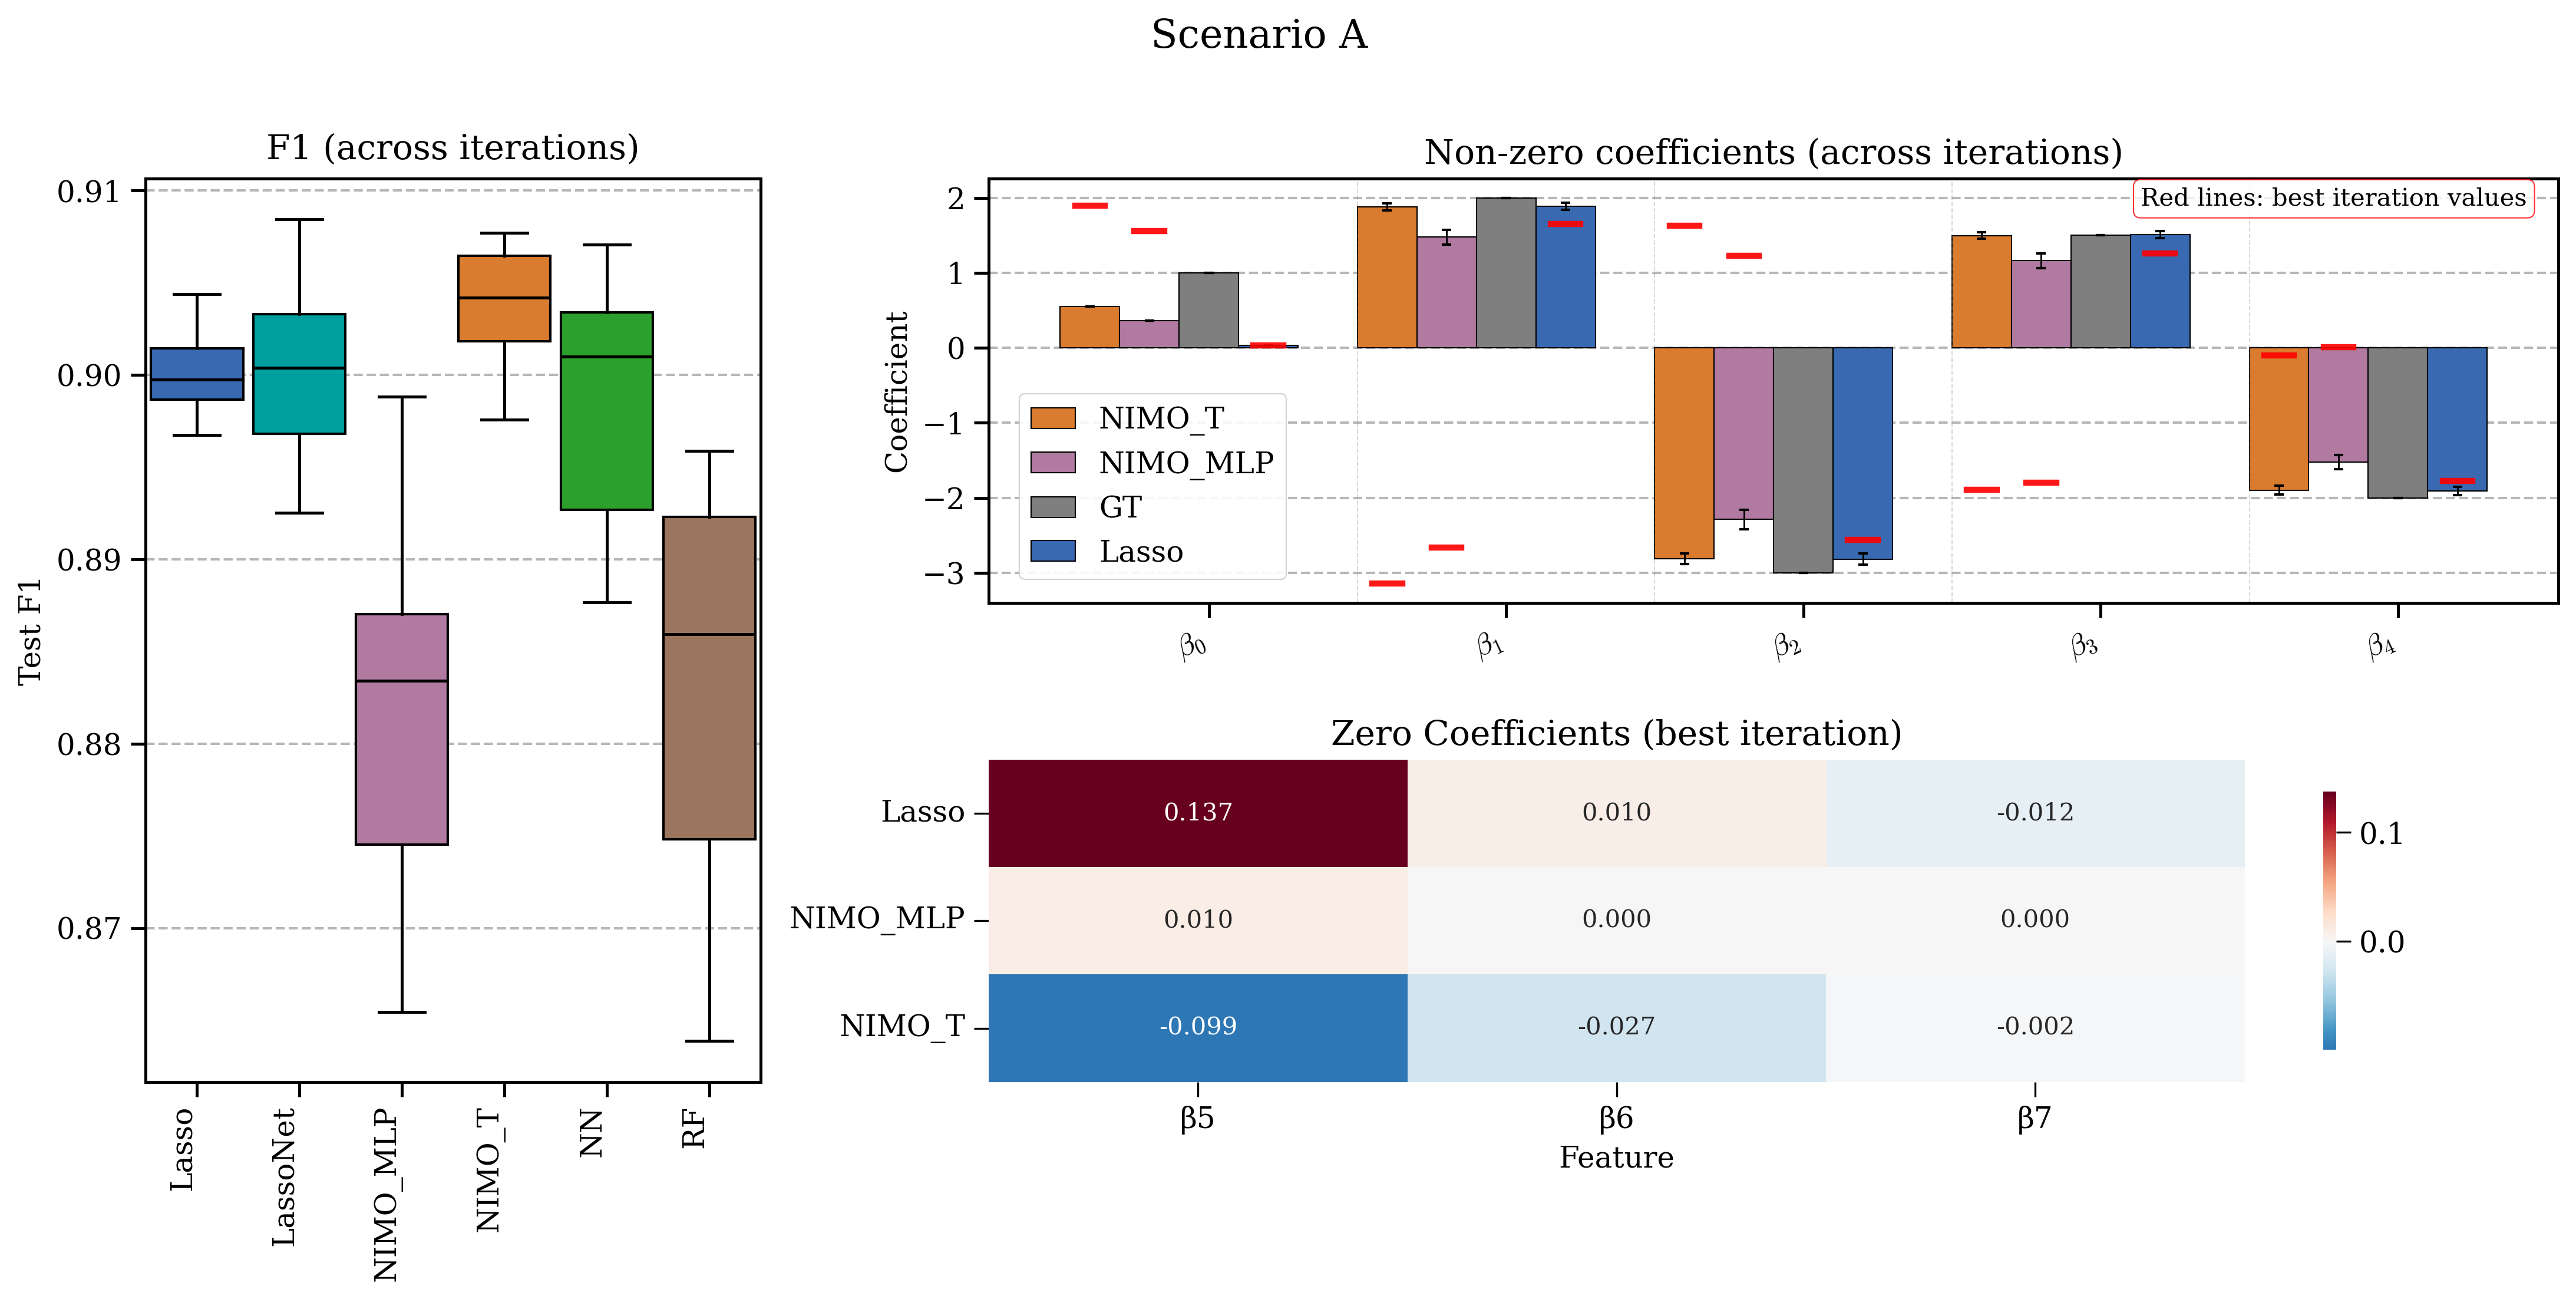 Scenario A
F1 (across iterations)
Test F1
0.91
0.90
0.89
0.88
0.87
Lasso
LassoNet
NIMO_MLP
NIMO_T
NN
RF
Non-zero coefficients (across iterations)
Red lines: best iteration values
Coefficient
2
1
0
−1
−2
−3
NIMO_T
NIMO_MLP
GT
Lasso
β0
β1
β2
β3
β4
Zero Coefficients (best iteration)
Lasso 0.137 0.010 -0.012
NIMO_MLP 0.010 0.000 0.000
NIMO_T -0.099 -0.027 -0.002
β5 β6 β7
Feature
0.1
0.0